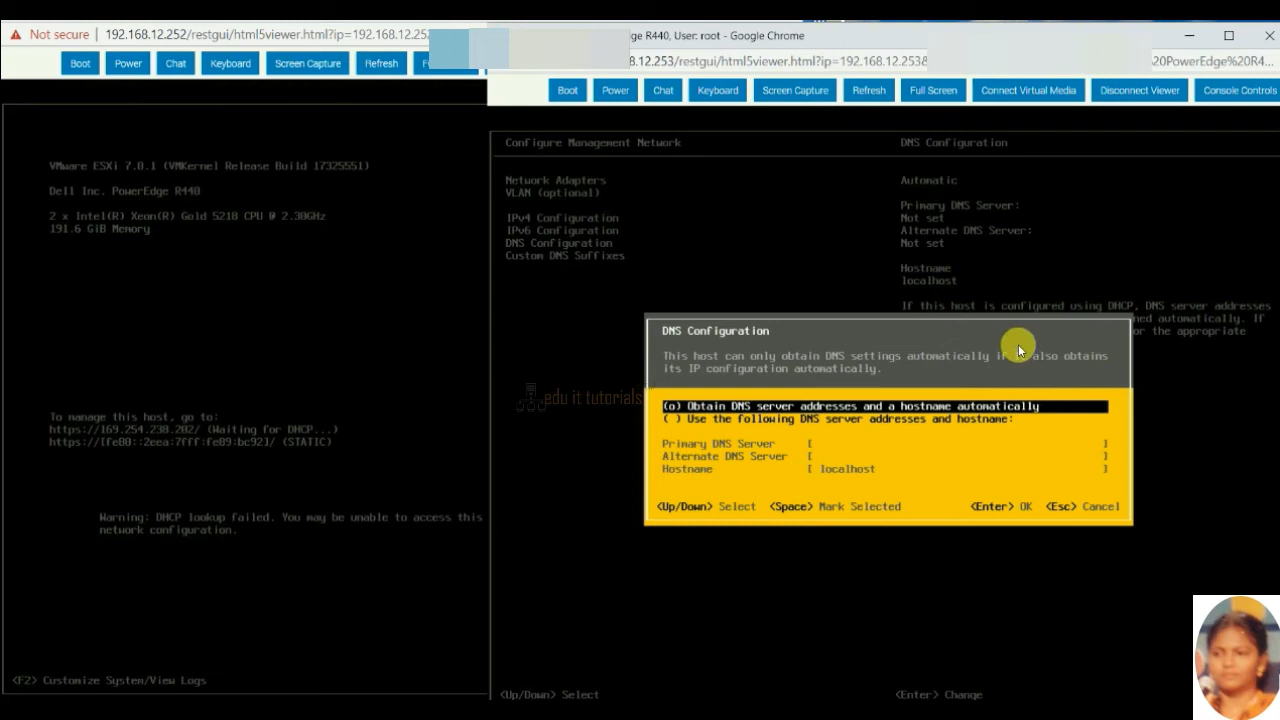 Not secure
192.168.12.252/restgui/html5viewer.html?ip=192.168.12.25
Boot
Power
Chat
Keyboard
Screen Capture
Refresh
R440, User: root - Google Chrome
.12.253/restgui/html5viewer.html?ip=192.168.12.253&
20PowerEdge%20R4...
Boot
Power
Chat
Keyboard
Screen Capture
Refresh
Full Screen
Connect Virtual Media
Disconnect Viewer
Console Controls
VMware ESXi 7.0.1 (VMKernel Release Build 17325551)
Dell Inc. PowerEdge R440
2 x Intel(R) Xeon(R) Gold 5218 CPU @ 2.30GHz
191.6 GiB Memory
To manage this host, go to:
https://169.254.238.202/ (Waiting for DHCP...)
https://[fe80::2eea:7fff:fe89:bc92]/ (STATIC)
Warning: DHCP lookup failed. You may be unable to access this
network configuration.
<F2> Customize System/View Logs
Configure Management Network
Network Adapters
VLAN (optional)
IPv4 Configuration
IPv6 Configuration
DNS Configuration
Custom DNS Suffixes
DNS Configuration
Automatic
Primary DNS Server:
Not set
Alternate DNS Server:
Not set
Hostname
localhost
If this host is configured using DHCP, DNS server addresses
automatically. If
or the appropriate
DNS Configuration
This host can only obtain DNS settings automatically if also obtains
its IP configuration automatically.
(o) Obtain DNS server addresses and a hostname automatically
( ) Use the following DNS server addresses and hostname:
Primary DNS Server [ ]
Alternate DNS Server [ ]
Hostname [ localhost ]
<Up/Down> Select <Space> Mark Selected <Enter> OK <Esc> Cancel
edu it tutorials
<Up/Down> Select
<Enter> Change